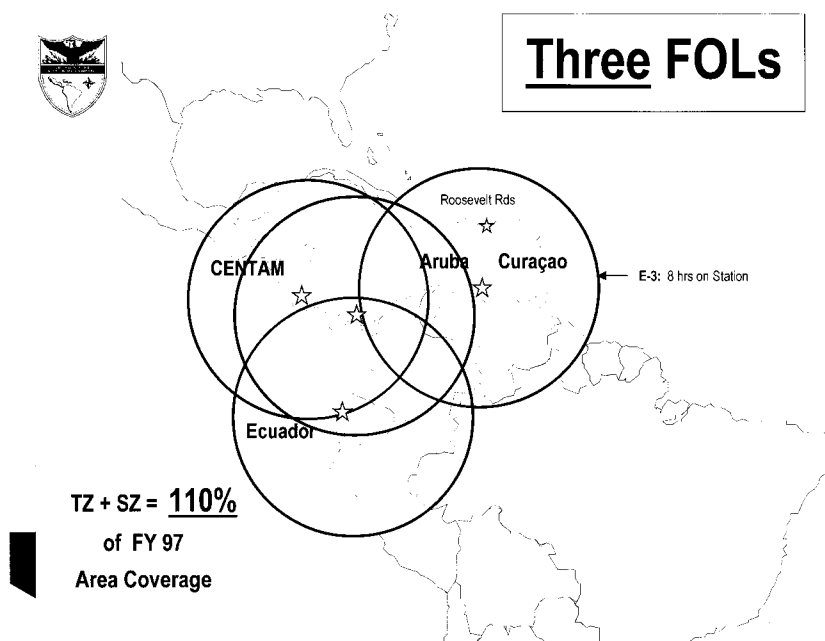 Three FOLs
Roosevelt Rds
CENTAM
Aruba Curaçao
E-3: 8 hrs on Station
Ecuador
TZ + SZ = 110%
of FY 97
Area Coverage